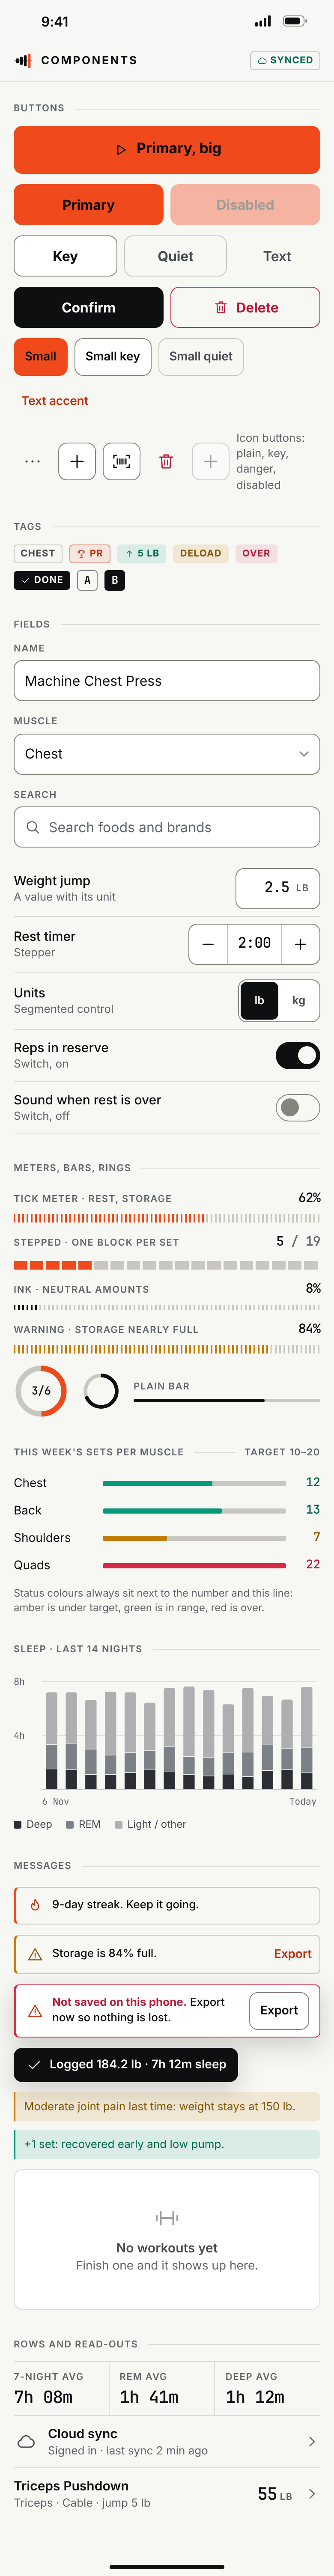 9:41
COMPONENTS
SYNCED
BUTTONS
Primary, big
Primary
Disabled
Key
Quiet
Text
Confirm
Delete
Small
Small key
Small quiet
Text accent
Icon buttons:
plain, key,
danger,
disabled
TAGS
CHEST
PR
5 LB
DELOAD
OVER
DONE
A
B
FIELDS
NAME
Machine Chest Press
MUSCLE
Chest
SEARCH
Search foods and brands
Weight jump
A value with its unit
2.5 LB
Rest timer
Stepper
2:00
Units
Segmented control
lb
kg
Reps in reserve
Switch, on
Sound when rest is over
Switch, off
METERS, BARS, RINGS
TICK METER · REST, STORAGE
62%
STEPPED · ONE BLOCK PER SET
5 / 19
INK · NEUTRAL AMOUNTS
8%
WARNING · STORAGE NEARLY FULL
84%
3/6
PLAIN BAR
THIS WEEK'S SETS PER MUSCLE
TARGET 10–20
Chest
12
Back
13
Shoulders
7
Quads
22
Status colours always sit next to the number and this line:
amber is under target, green is in range, red is over.
SLEEP · LAST 14 NIGHTS
8h
4h
6 Nov
Today
Deep
REM
Light / other
MESSAGES
9-day streak. Keep it going.
Storage is 84% full.
Export
Not saved on this phone. Export
now so nothing is lost.
Export
Logged 184.2 lb · 7h 12m sleep
Moderate joint pain last time: weight stays at 150 lb.
+1 set: recovered early and low pump.
No workouts yet
Finish one and it shows up here.
ROWS AND READ-OUTS
7-NIGHT AVG
7h 08m
REM AVG
1h 41m
DEEP AVG
1h 12m
Cloud sync
Signed in · last sync 2 min ago
Triceps Pushdown
Triceps · Cable · jump 5 lb
55 LB